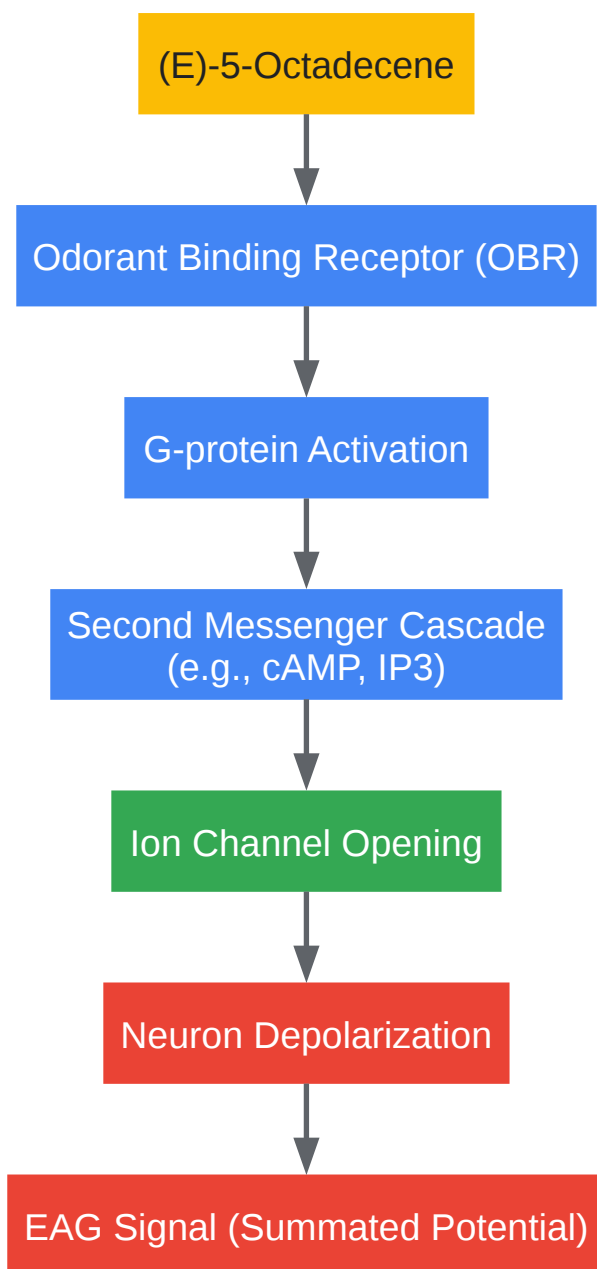 (E)-5-Octadecene
Odorant Binding Receptor (OBR)
G-protein Activation
Second Messenger Cascade
(e.g., cAMP, IP3)
Ion Channel Opening
Neuron Depolarization
EAG Signal (Summated Potential)